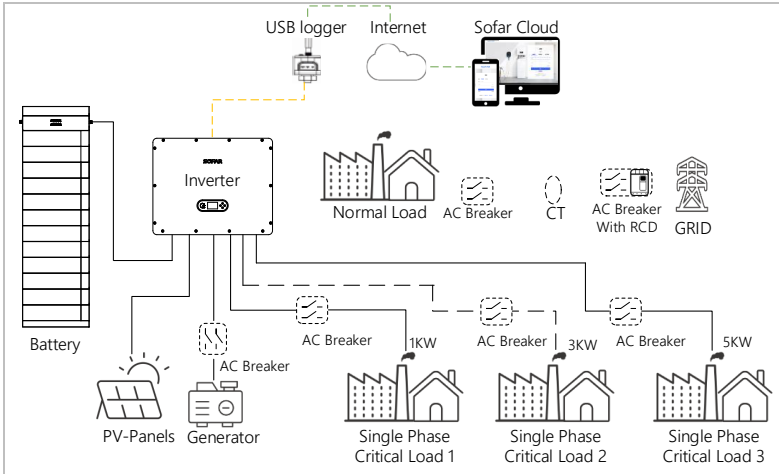 USB logger
Internet
Sofar Cloud
SOFAR
Inverter
Normal Load
AC Breaker
CT
AC Breaker
With RCD
GRID
Battery
AC Breaker
PV-Panels
Generator
AC Breaker
1KW
AC Breaker
3KW
AC Breaker
5KW
Single Phase
Critical Load 1
Single Phase
Critical Load 2
Single Phase
Critical Load 3